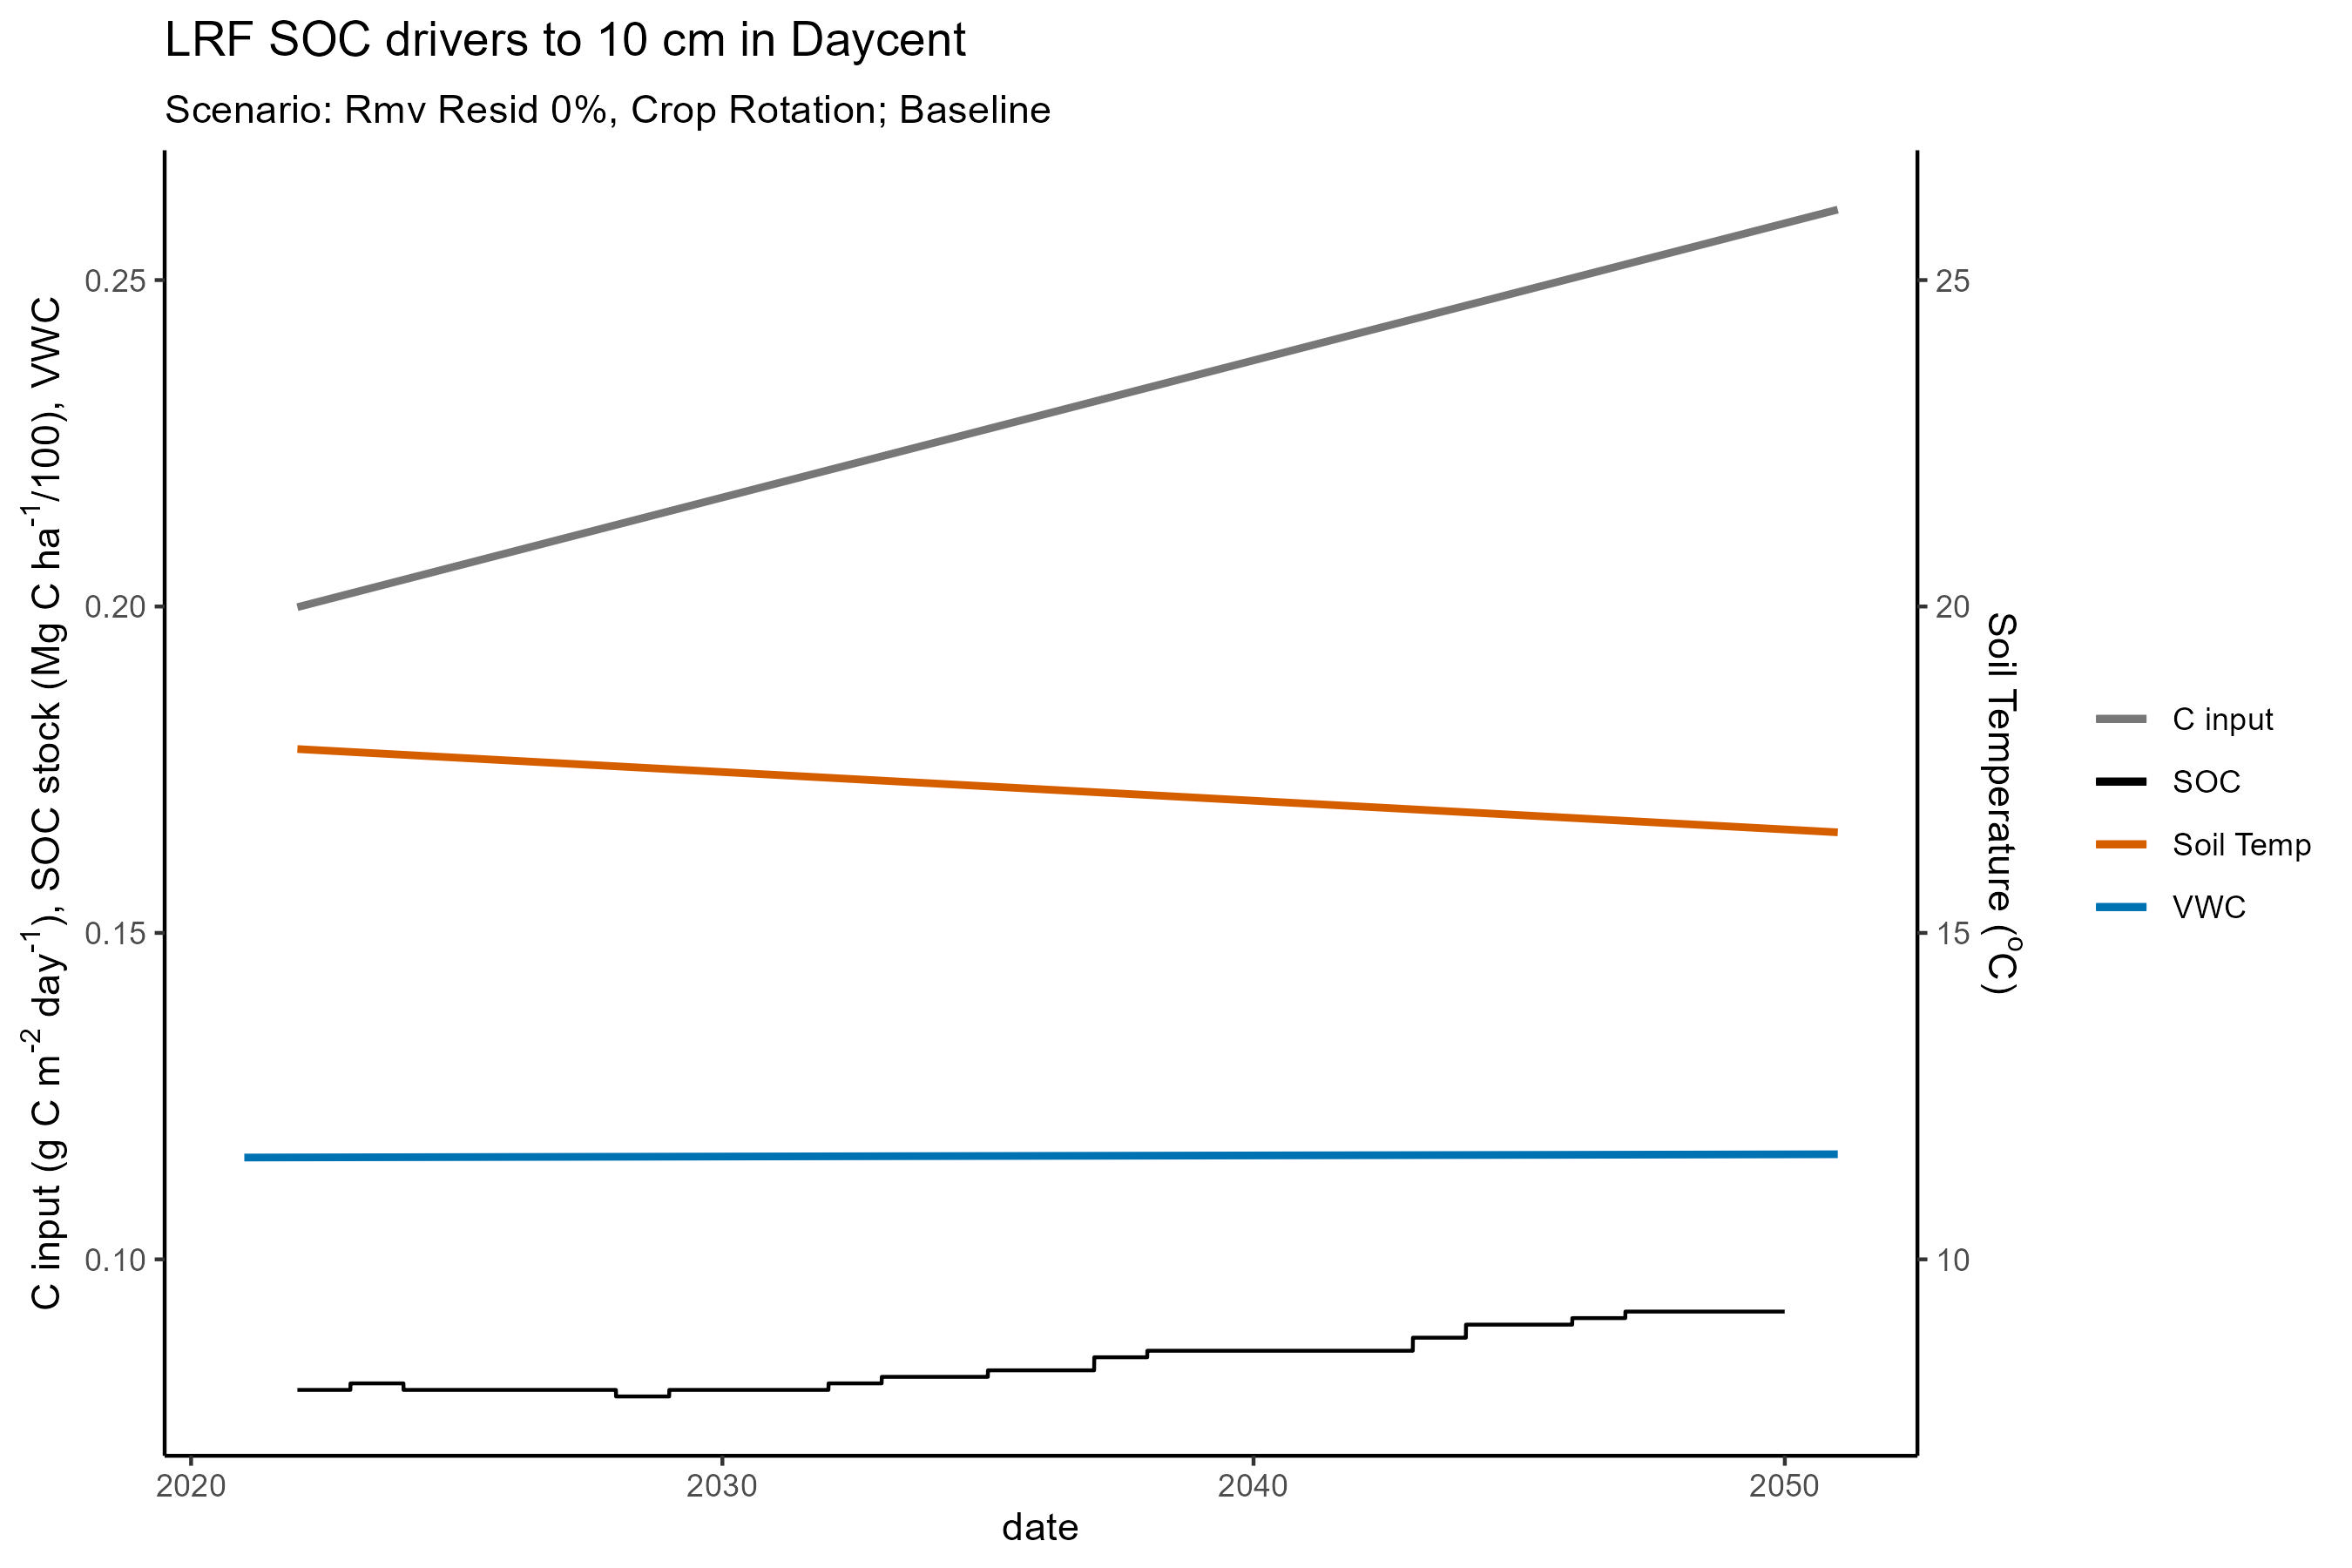 LRF SOC drivers to 10 cm in Daycent
Scenario: Rmv Resid 0%, Crop Rotation; Baseline
C input (g C m⁻² day⁻¹), SOC stock (Mg C ha⁻¹/100), VWC
0.25
0.20
0.15
0.10
25
20
15
10
Soil Temperature (°C)
C input
SOC
Soil Temp
VWC
2020
2030
2040
2050
date